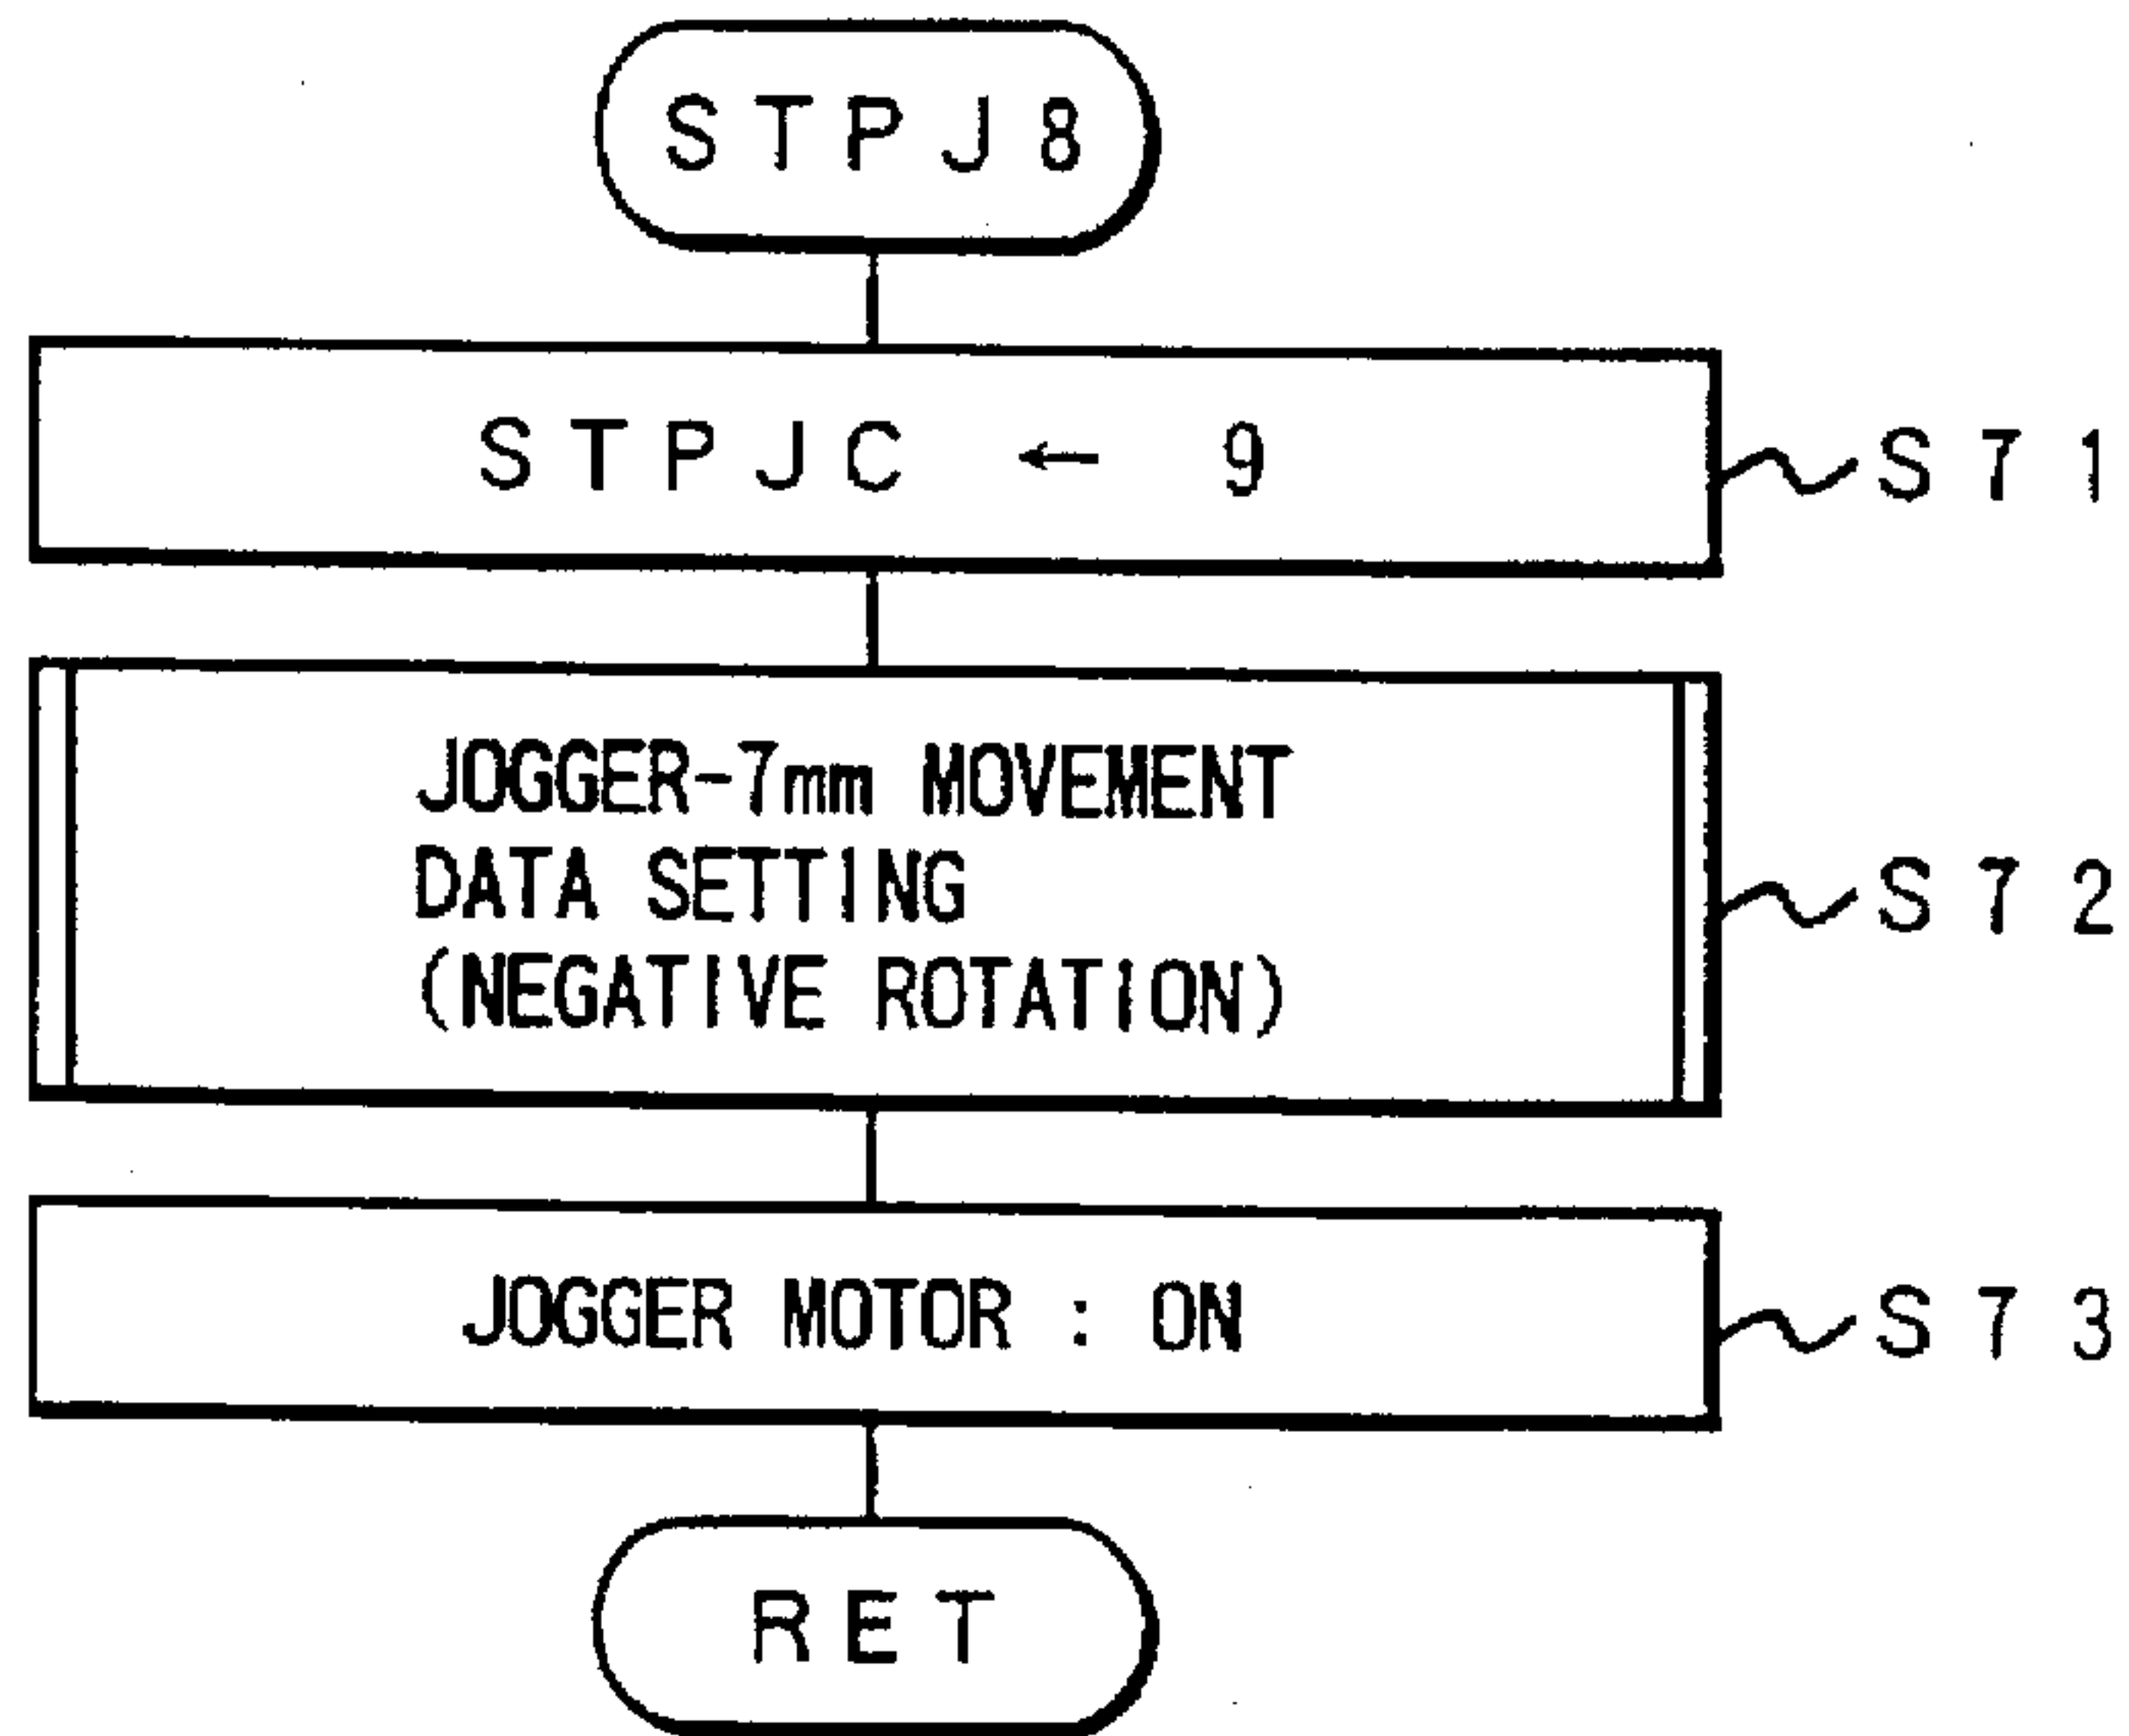 STPJ8
STPJC ← 9
S71
JOGGER-7mm MOVEMENT
DATA SETTING
(NEGATIVE ROTATION)
S72
JOGGER MOTOR : ON
S73
RET